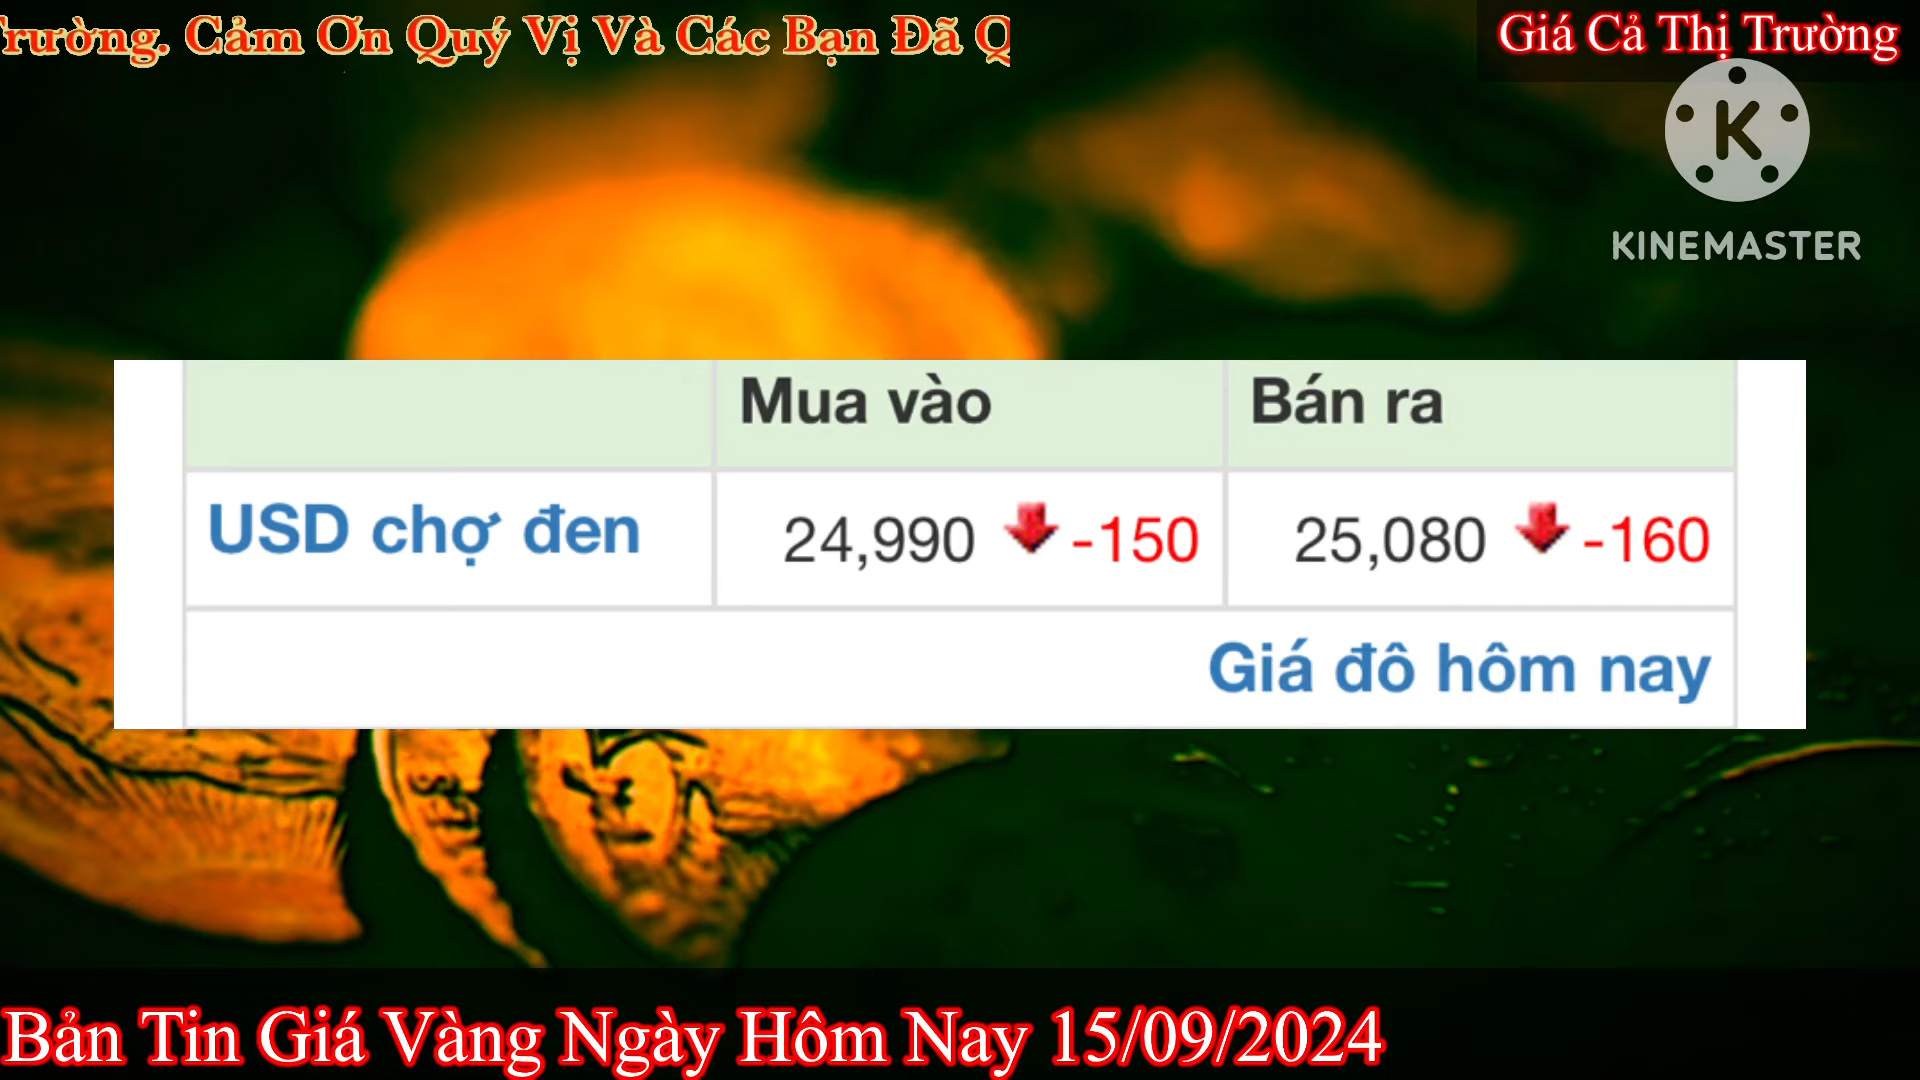 Trường. Cảm Ơn Quý Vị Và Các Bạn Đã Q
Giá Cả Thị Trường
K
KINEMASTER
Mua vào Bán ra
USD chợ đen 24,990 -150 25,080 -160
Giá đô hôm nay
Bản Tin Giá Vàng Ngày Hôm Nay 15/09/2024